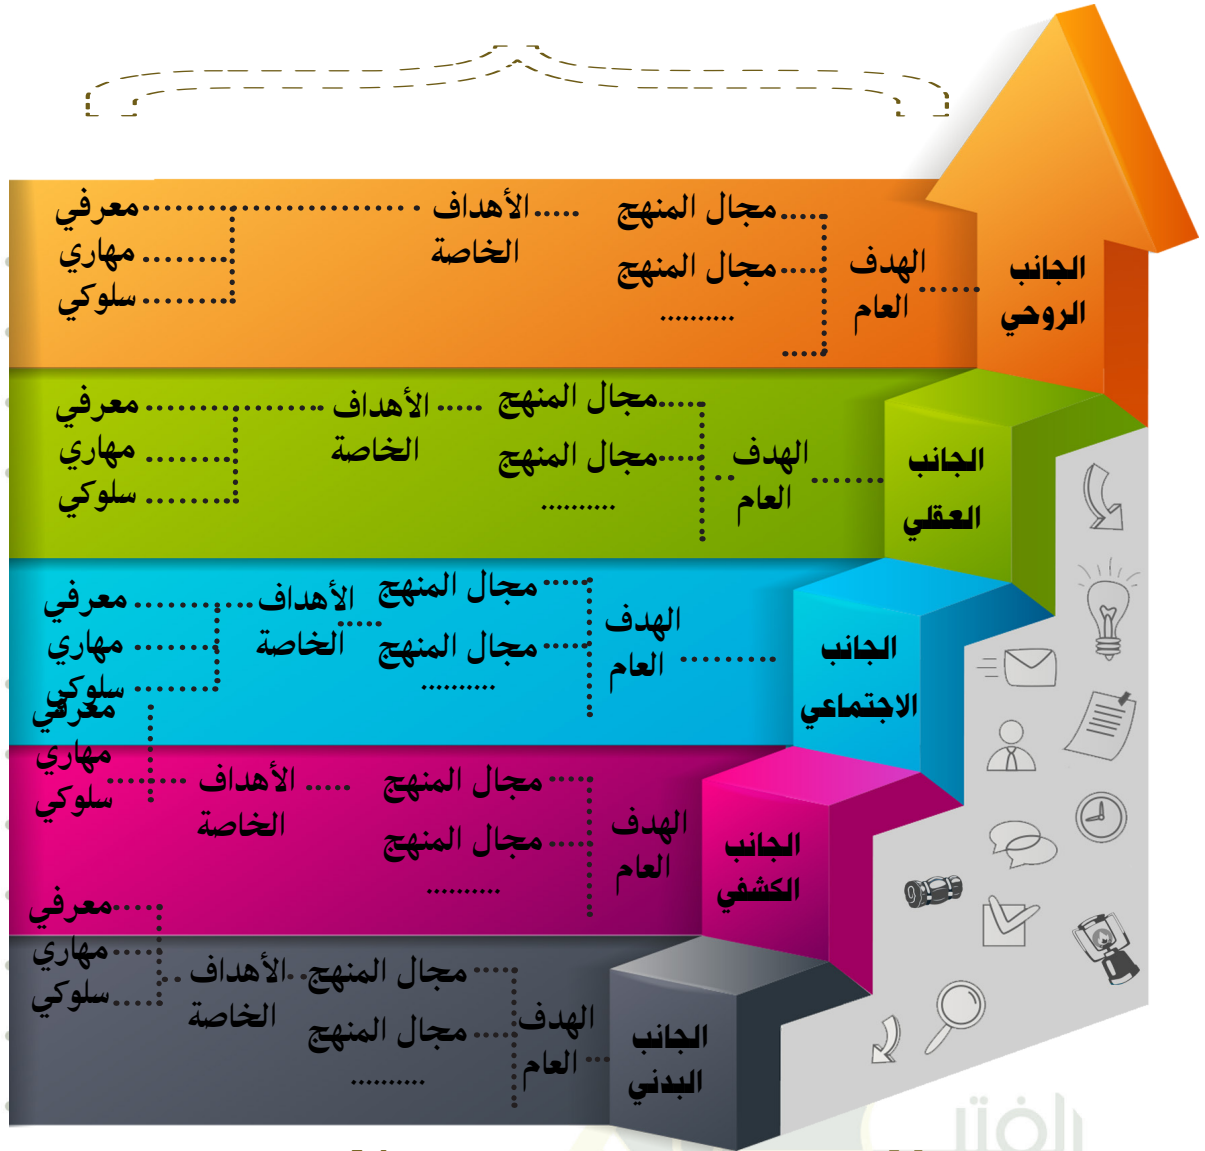 الجانب
الروحي
الهدف
العام
مجال المنهج
مجال المنهج
..........
الأهداف
الخاصة
معرفي
مهاري
سلوكي
الجانب
العقلي
الهدف
العام
مجال المنهج
مجال المنهج
..........
الأهداف
الخاصة
معرفي
مهاري
سلوكي
الجانب
الاجتماعي
الهدف
العام
مجال المنهج
مجال المنهج
..........
الأهداف
الخاصة
معرفي
مهاري
سلوكي
الجانب
الكشفي
الهدف
العام
مجال المنهج
مجال المنهج
..........
الأهداف
الخاصة
معرفي
مهاري
سلوكي
الجانب
البدني
الهدف
العام
مجال المنهج
مجال المنهج
..........
الأهداف
الخاصة
معرفي
مهاري
سلوكي